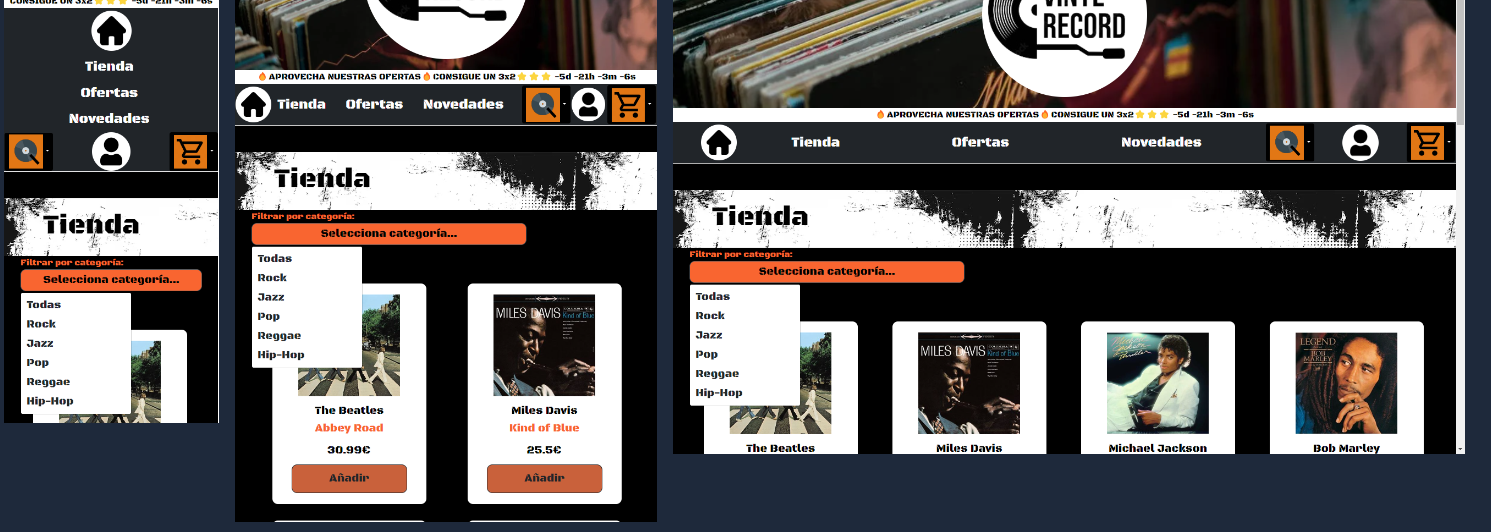 CONSIGUE UN 3x2⭐⭐⭐ -5d -21h -3m -6s
Tienda
Ofertas
Novedades
Tienda
Filtrar por categoría:
Selecciona categoría...
Todas
Rock
Jazz
Pop
Reggae
Hip-Hop
🔥 APROVECHA NUESTRAS OFERTAS 🔥 CONSIGUE UN 3x2⭐⭐⭐ -5d -21h -3m -6s
Tienda Ofertas Novedades
Tienda
Filtrar por categoría:
Selecciona categoría...
Todas
Rock
Jazz
Pop
Reggae
Hip-Hop
MILES DAVIS Kind of Blue
The Beatles
Abbey Road
30.99€
Añadir
Miles Davis
Kind of Blue
25.5€
Añadir
VINYL
RECORD
🔥 APROVECHA NUESTRAS OFERTAS 🔥 CONSIGUE UN 3x2⭐⭐⭐ -5d -21h -3m -6s
Tienda Ofertas Novedades
Tienda
Filtrar por categoría:
Selecciona categoría...
Todas
Rock
Jazz
Pop
Reggae
Hip-Hop
MILES DAVIS Kind of Blue
LEGEND
BOB MARLEY
The Beatles
Miles Davis
Michael Jackson
Bob Marley